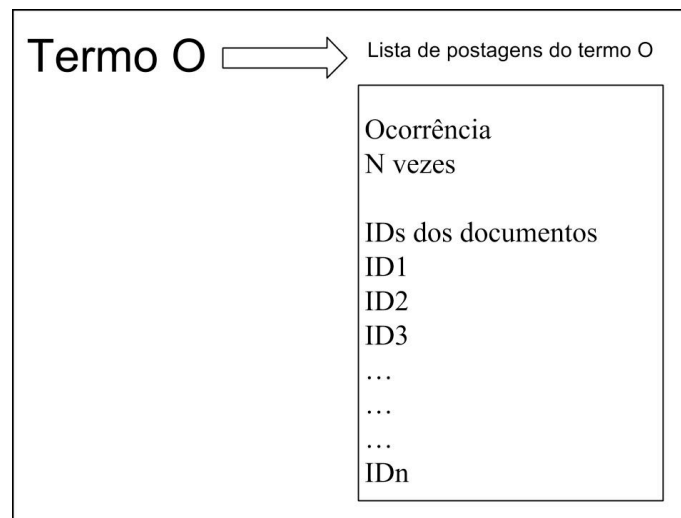 Termo O
Lista de postagens do termo O
Ocorrência
N vezes
IDs dos documentos
ID1
ID2
ID3
…
…
…
IDn